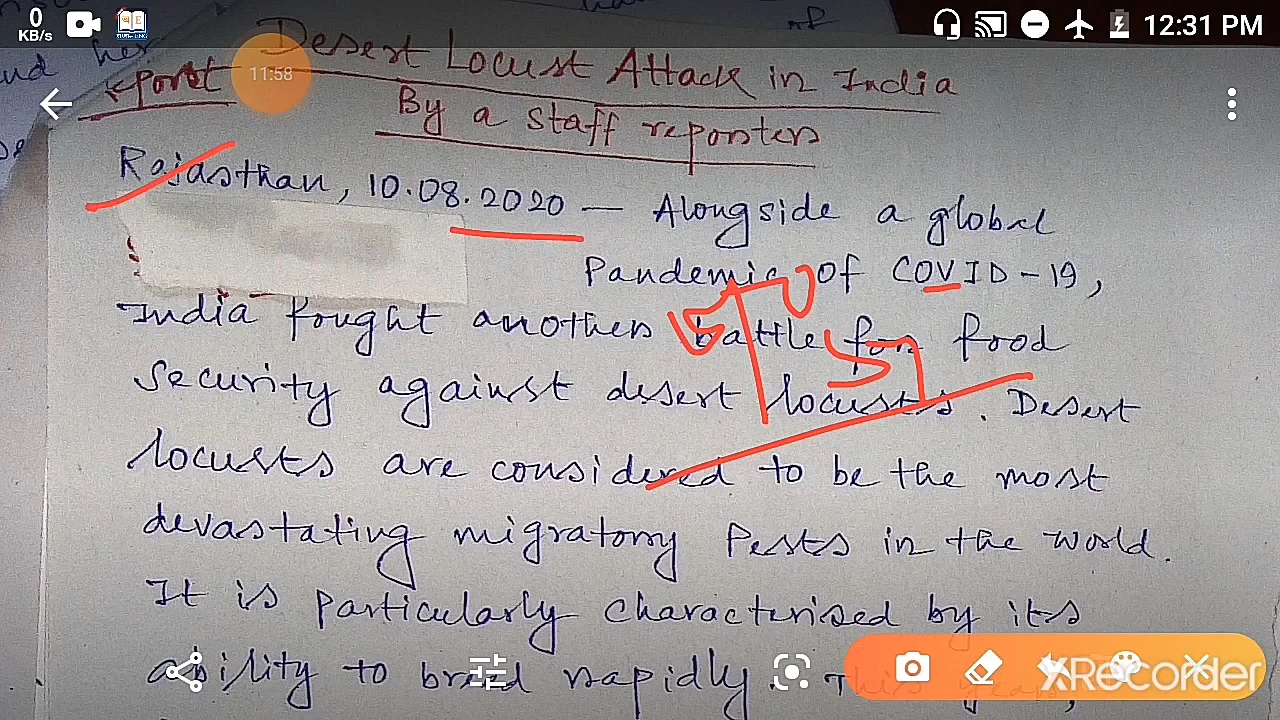 0
KB/s
12:31 PM
11:58
Desert Locust Attack in India
report
By a staff reporters
Rajasthan, 10.08.2020 — Alongside a global
Pandemic of COVID-19,
India fought another battle for food
Security against desert locusts. Desert
locusts are considered to be the most
devastating migratory Pests in the world.
It is particularly characterised by its
ability to breed rapidly. This year,
XRecorder